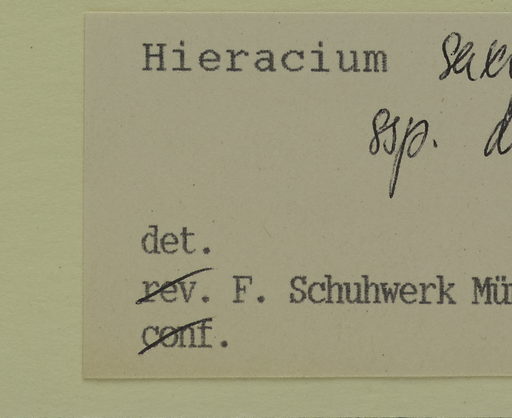 Hieracium
ssp.
det.
rev. F. Schuhwerk Mü
conf.